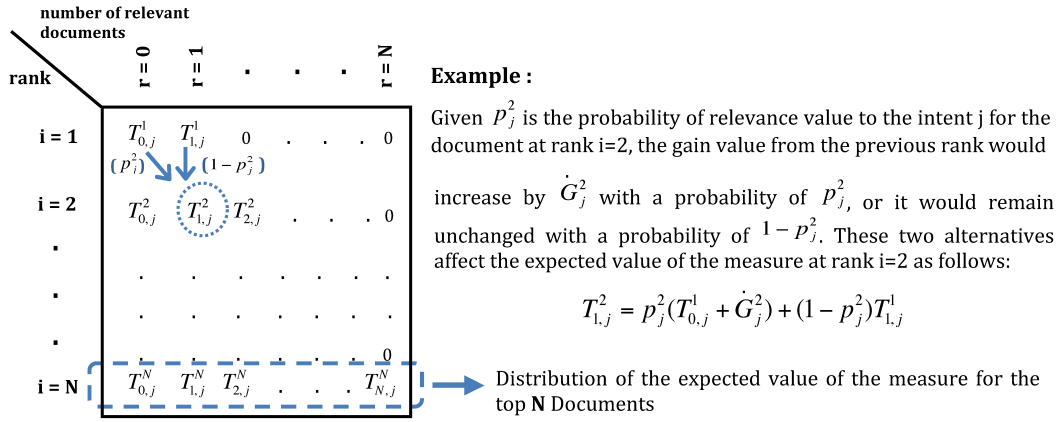 number of relevant
documents
rank
r = 0 r = 1 . . . r = N
i = 1 T^1_{0,j} T^1_{1,j} 0 . . . 0
(p^2_i) (1 − p^2_j)
i = 2 T^2_{0,j} T^2_{1,j} T^2_{2,j} . . . 0
. . . . . . .
. . . . . . .
. . . . . . 0
i = N T^N_{0,j} T^N_{1,j} T^N_{2,j} . . . T^N_{N,j}
Example :
Given p^2_j is the probability of relevance value to the intent j for the
document at rank i=2, the gain value from the previous rank would
increase by Ġ^2_j with a probability of p^2_j, or it would remain
unchanged with a probability of 1 − p^2_j. These two alternatives
affect the expected value of the measure at rank i=2 as follows:
T^2_{1,j} = p^2_j(T^1_{0,j} + Ġ^2_j) + (1 − p^2_j)T^1_{1,j}
Distribution of the expected value of the measure for the
top N Documents